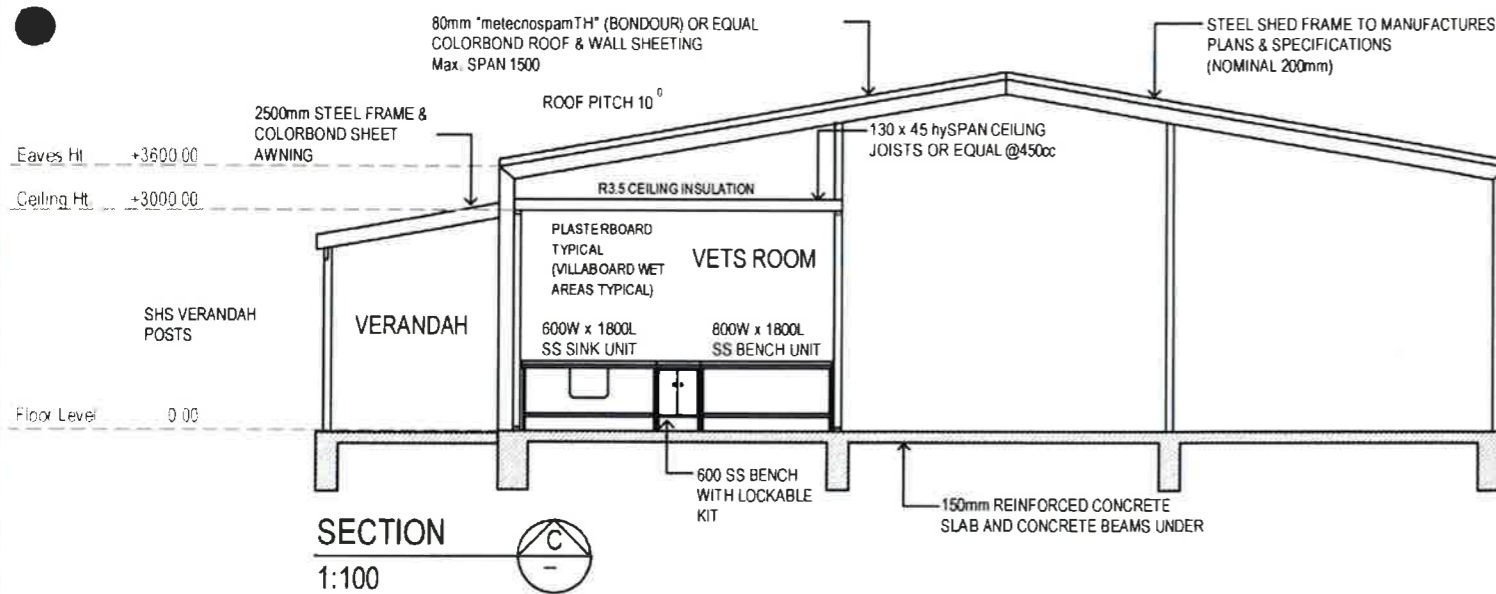 80mm "metecnospamTH" (BONDOUR) OR EQUAL
COLORBOND ROOF & WALL SHEETING
Max. SPAN 1500
STEEL SHED FRAME TO MANUFACTURES
PLANS & SPECIFICATIONS
(NOMINAL 200mm)
ROOF PITCH 10⁰
2500mm STEEL FRAME &
COLORBOND SHEET
AWNING
130 x 45 hySPAN CEILING
JOISTS OR EQUAL @450cc
Eaves Ht +3600.00
Ceiling Ht. +3000.00
R3.5 CEILING INSULATION
PLASTERBOARD
TYPICAL
(VILLABOARD WET
AREAS TYPICAL)
VETS ROOM
SHS VERANDAH
POSTS
VERANDAH
600W x 1800L
SS SINK UNIT
800W x 1800L
SS BENCH UNIT
Floor Level 0.00
600 SS BENCH
WITH LOCKABLE
KIT
150mm REINFORCED CONCRETE
SLAB AND CONCRETE BEAMS UNDER
SECTION
C
–
1:100